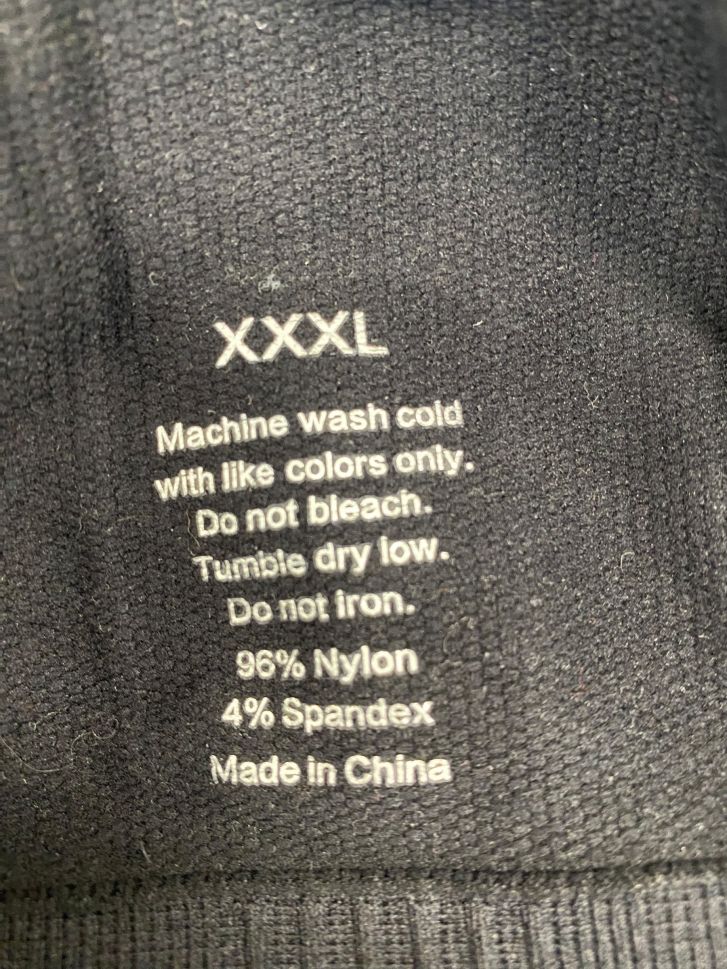 XXXL
Machine wash cold
with like colors only.
Do not bleach.
Tumble dry low.
Do not iron.
96% Nylon
4% Spandex
Made in China